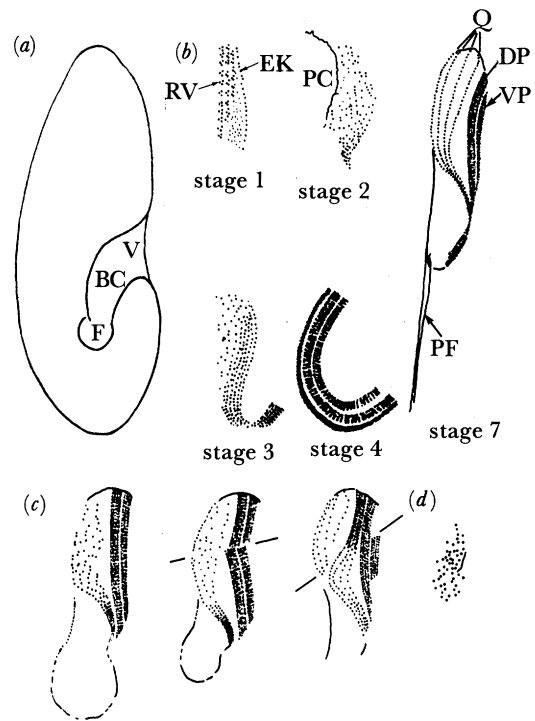 (a)
V
BC
F
(b)
EK
RV
stage 1
PC
stage 2
stage 3
stage 4
Q
DP
VP
PF
stage 7
(c)
(d)